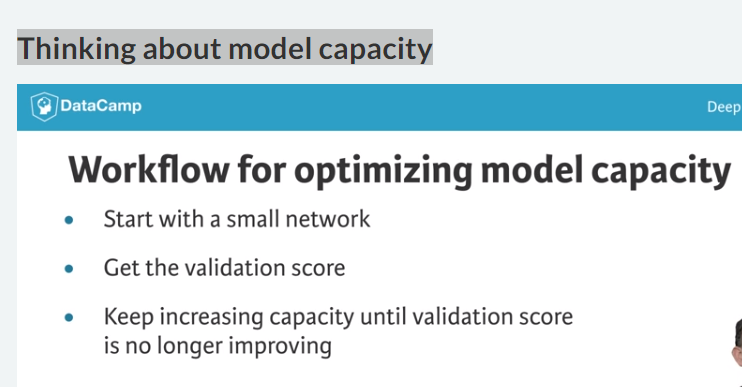 Thinking about model capacity
DataCamp
Deep
Workflow for optimizing model capacity
• Start with a small network
• Get the validation score
• Keep increasing capacity until validation score
is no longer improving